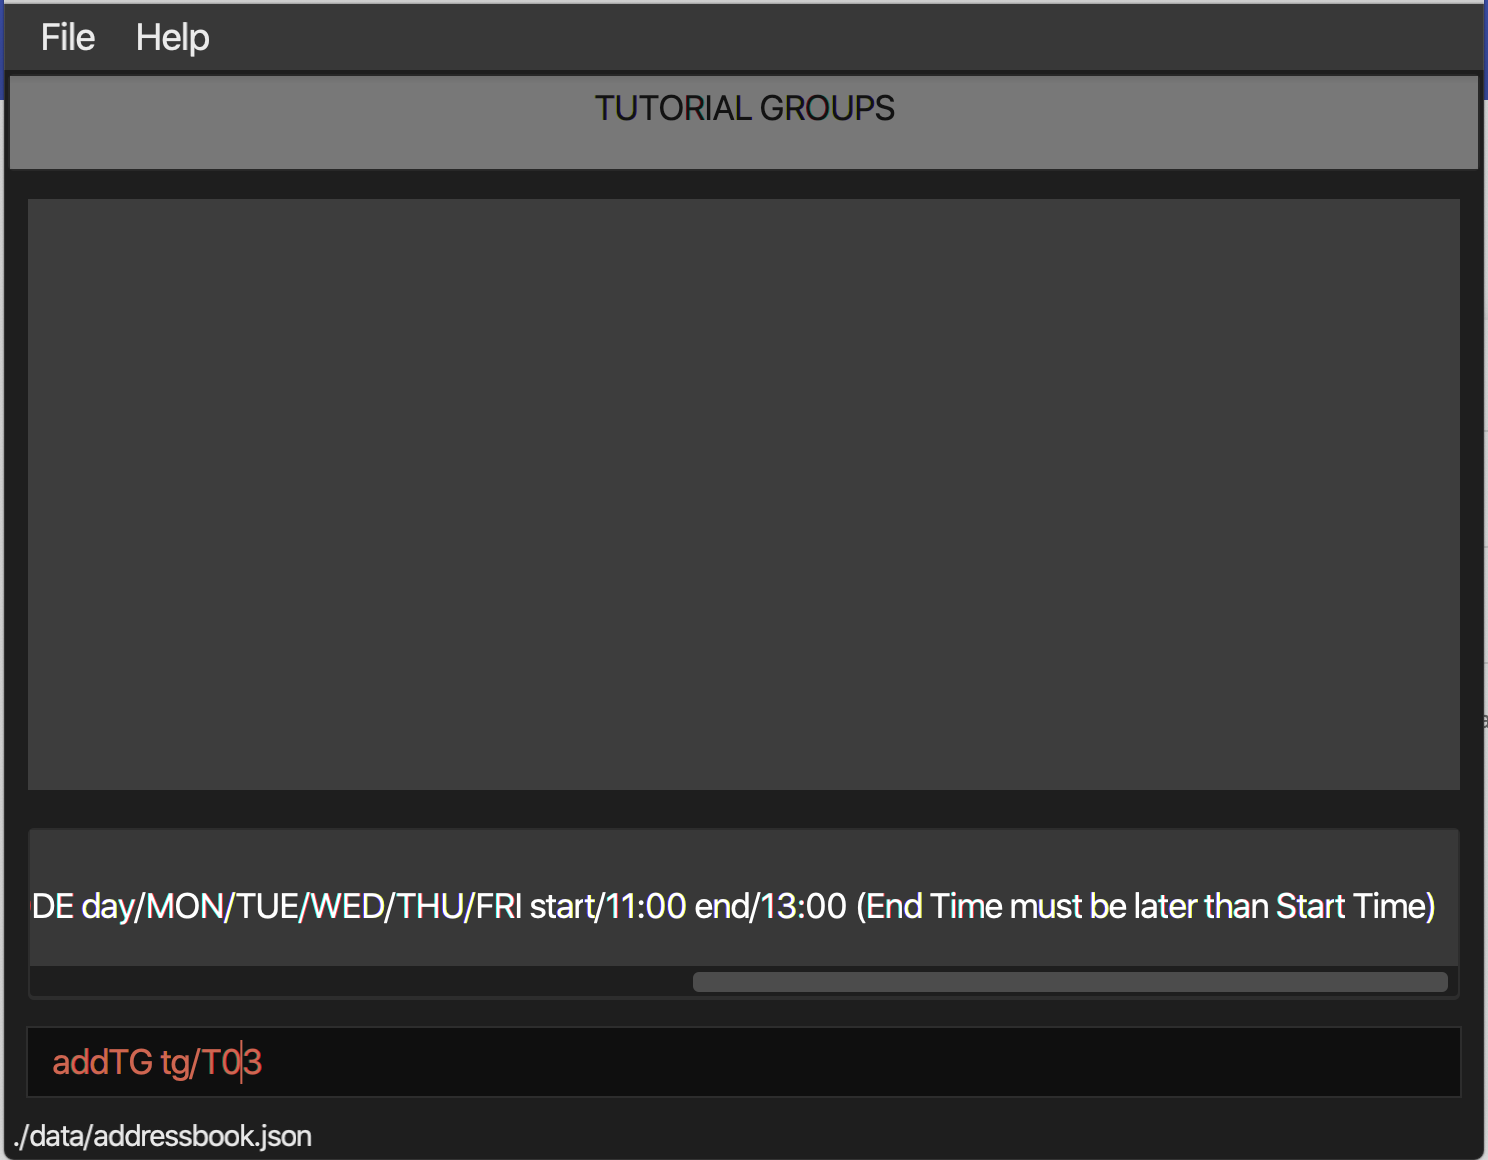 File Help
TUTORIAL GROUPS
DE day/MON/TUE/WED/THU/FRI start/11:00 end/13:00 (End Time must be later than Start Time)
addTG tg/T03
./data/addressbook.json